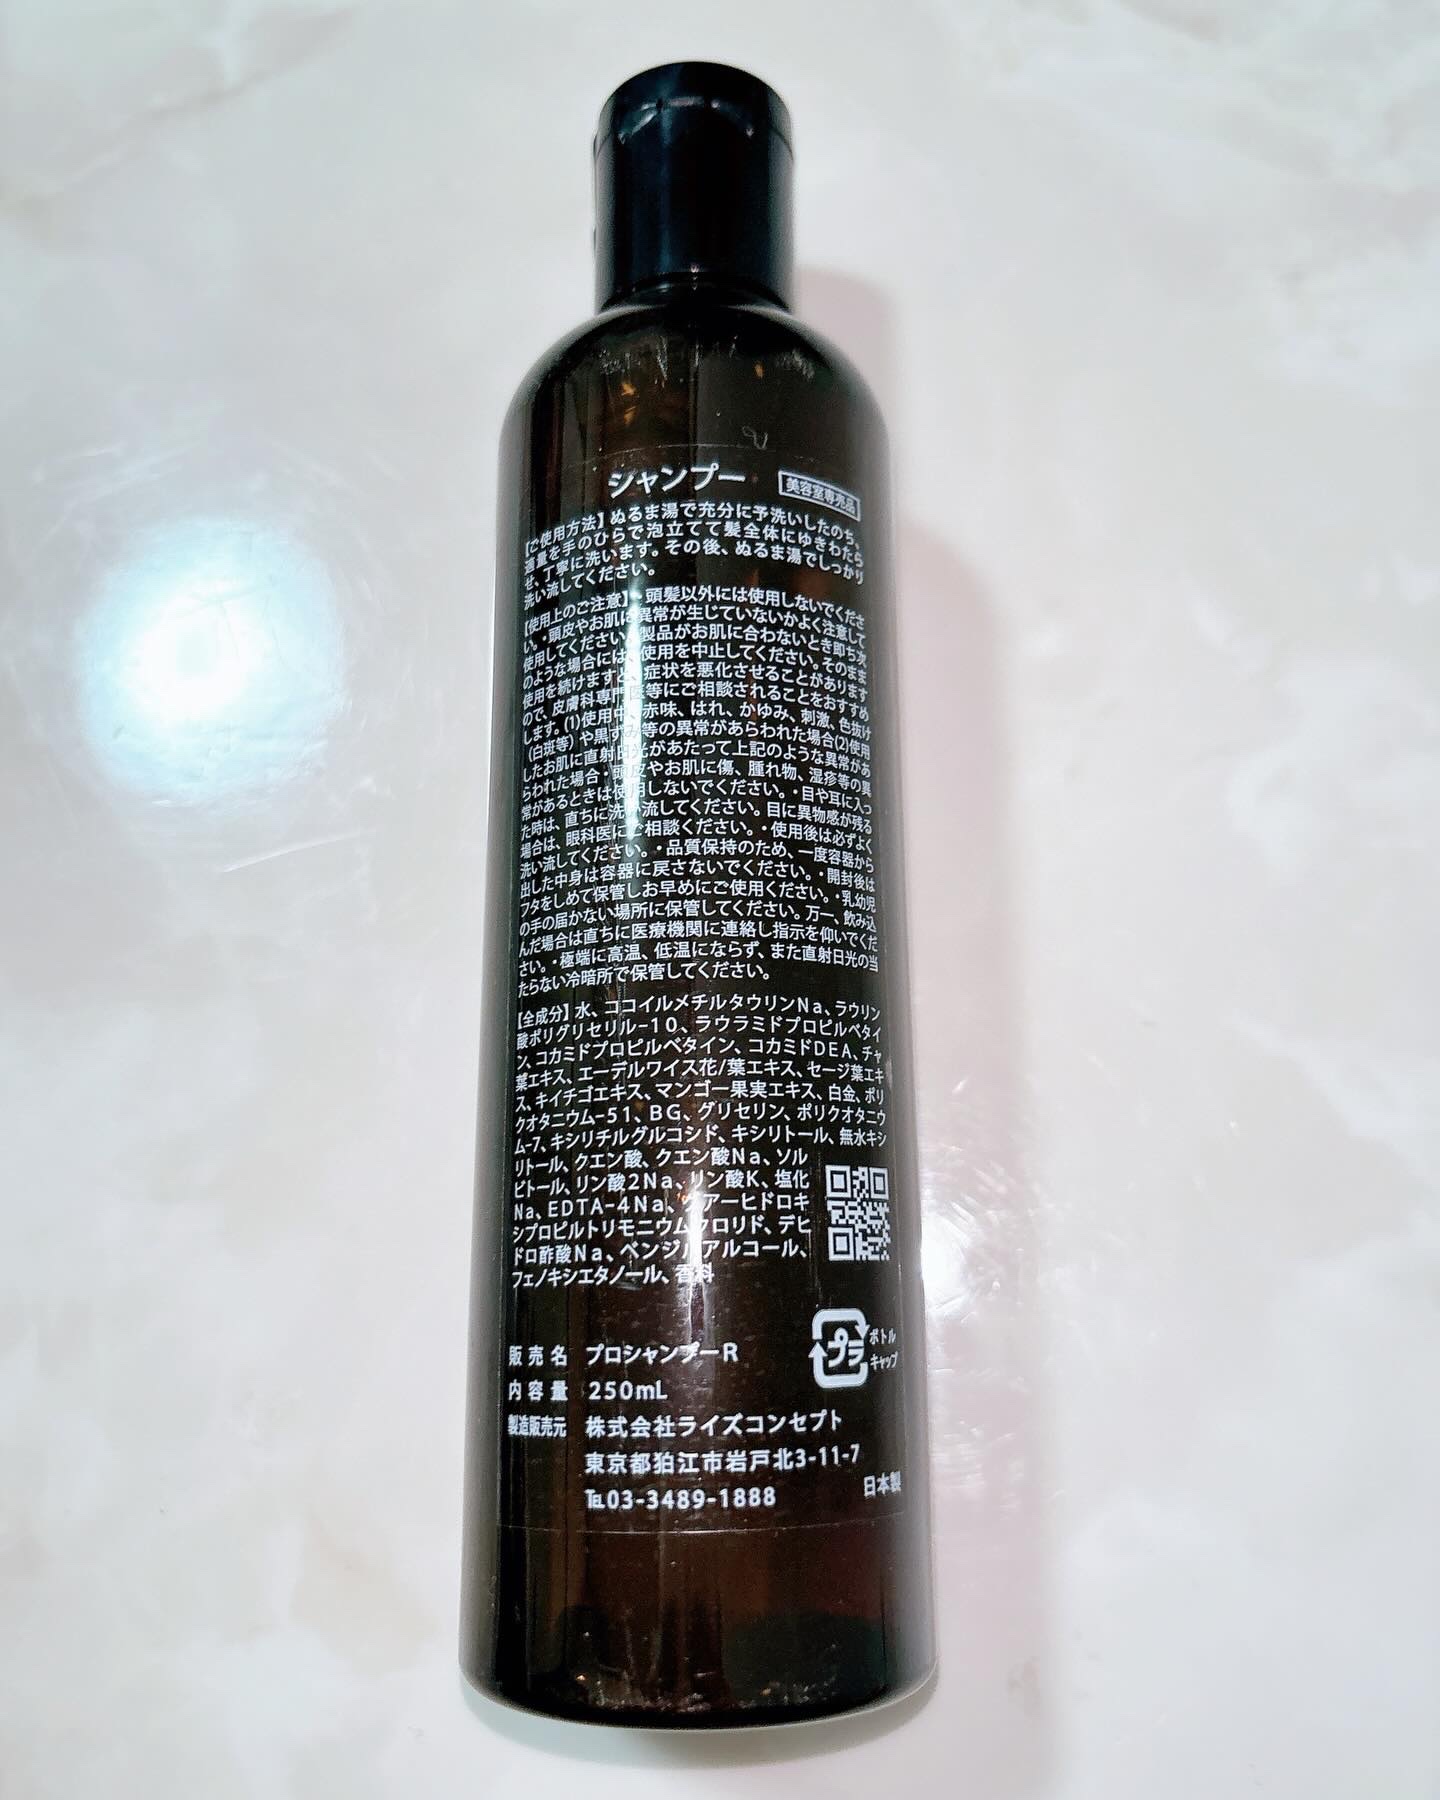 シャンプー
美容室専売品
【ご使用方法】ぬるま湯で充分に予洗いしたのち、
適量を手のひらで泡立てて髪全体にゆきわたら
せ、丁寧に洗います。その後、ぬるま湯でしっかり
洗い流してください。
【使用上のご注意】・頭髪以外には使用しないでくださ
い。・頭皮やお肌に異常が生じていないかよく注意して
使用してください。製品がお肌に合わないとき即ち次
のような場合には、使用を中止してください。そのまま
使用を続けますと、症状を悪化させることがあります
ので、皮膚科専門医等にご相談されることをおすすめ
します。(1)使用中、赤味、はれ、かゆみ、刺激、色抜け
(白斑等)や黒ずみ等の異常があらわれた場合(2)使用
したお肌に直射日光があたって上記のような異常があ
らわれた場合・頭皮やお肌に傷、腫れ物、湿疹等の異
常があるときは使用しないでください。・目や耳に入っ
た時は、直ちに洗い流してください。目に異物感が残る
場合は、眼科医にご相談ください。・使用後は必ずよく
洗い流してください。・品質保持のため、一度容器から
出した中身は容器に戻さないでください。・開封後は
フタをしめて保管しお早めにご使用ください。・乳幼児
の手の届かない場所に保管してください。万一、飲み込
んだ場合は直ちに医療機関に連絡し指示を仰いでくだ
さい。・極端に高温、低温にならず、また直射日光の当
たらない冷暗所で保管してください。
【全成分】水、ココイルメチルタウリンNa、ラウリン
酸ポリグリセリル-10、ラウラミドプロピルベタイ
ン、コカミドプロピルベタイン、コカミドDEA、チャ
葉エキス、エーデルワイス花/葉エキス、セージ葉エキ
ス、キイチゴエキス、マンゴー果実エキス、白金、ポリ
クオタニウム-51、BG、グリセリン、ポリクオタニウ
ム-7、キシリチルグルコシド、キシリトール、無水キシ
リトール、クエン酸、クエン酸Na、ソル
ビトール、リン酸2Na、リン酸K、塩化
Na、EDTA-4Na、グアーヒドロキ
シプロピルトリモニウムクロリド、デヒ
ドロ酢酸Na、ベンジルアルコール、
フェノキシエタノール、香料
プラ
ボトル
キャップ
販売名 プロシャンプーR
内容量 250mL
製造販売元 株式会社ライズコンセプト
東京都狛江市岩戸北3-11-7
℡03-3489-1888
日本製